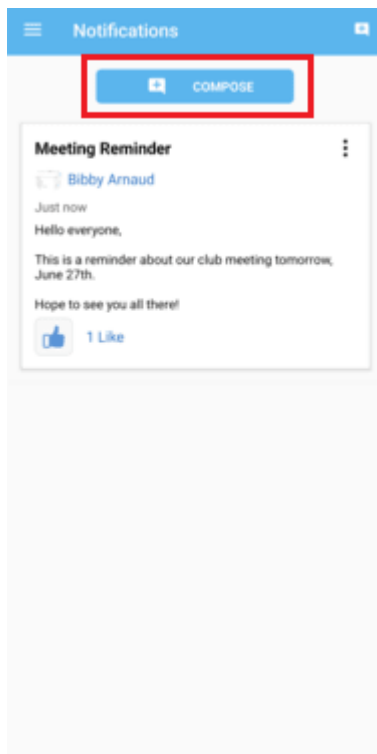 Notifications
COMPOSE
Meeting Reminder
Bibby Arnaud
Just now
Hello everyone,
This is a reminder about our club meeting tomorrow,
June 27th.
Hope to see you all there!
1 Like